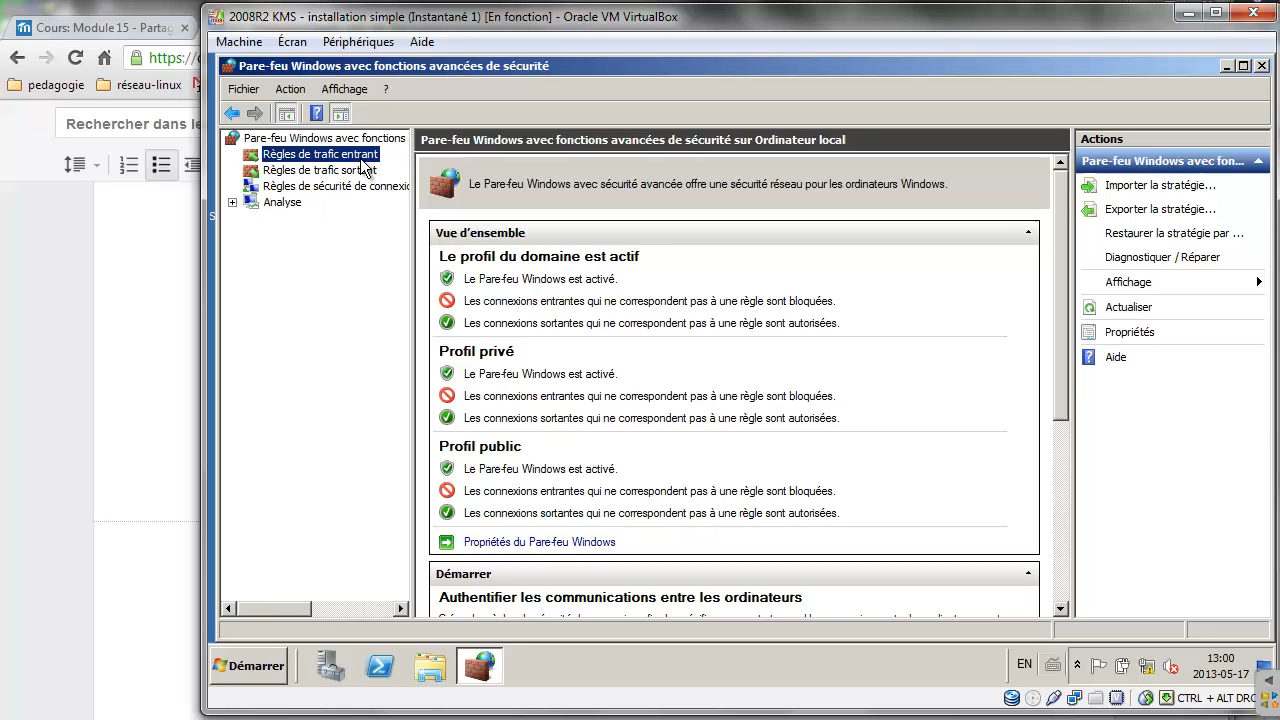 2008R2 KMS - installation simple (Instantané 1) [En fonction] - Oracle VM VirtualBox
Cours: Module 15 - Partag
https://
pedagogie
réseau-linux
Rechercher dans le
Machine Écran Périphériques Aide
Pare-feu Windows avec fonctions avancées de sécurité
Fichier Action Affichage ?
Pare-feu Windows avec fonctions
Règles de trafic entrant
Règles de trafic sortant
Règles de sécurité de connexio
Analyse
Pare-feu Windows avec fonctions avancées de sécurité sur Ordinateur local
Le Pare-feu Windows avec sécurité avancée offre une sécurité réseau pour les ordinateurs Windows.
Vue d'ensemble
Le profil du domaine est actif
Le Pare-feu Windows est activé.
Les connexions entrantes qui ne correspondent pas à une règle sont bloquées.
Les connexions sortantes qui ne correspondent pas à une règle sont autorisées.
Profil privé
Le Pare-feu Windows est activé.
Les connexions entrantes qui ne correspondent pas à une règle sont bloquées.
Les connexions sortantes qui ne correspondent pas à une règle sont autorisées.
Profil public
Le Pare-feu Windows est activé.
Les connexions entrantes qui ne correspondent pas à une règle sont bloquées.
Les connexions sortantes qui ne correspondent pas à une règle sont autorisées.
Propriétés du Pare-feu Windows
Démarrer
Authentifier les communications entre les ordinateurs
Actions
Pare-feu Windows avec fon...
Importer la stratégie...
Exporter la stratégie...
Restaurer la stratégie par ...
Diagnostiquer / Réparer
Affichage
Actualiser
Propriétés
Aide
Démarrer
EN
13:00
2013-05-17
CTRL + ALT DRO